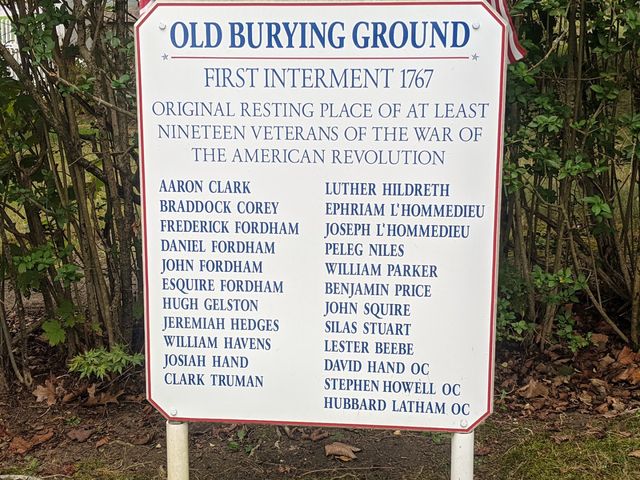 OLD BURYING GROUND
FIRST INTERMENT 1767
ORIGINAL RESTING PLACE OF AT LEAST
NINETEEN VETERANS OF THE WAR OF
THE AMERICAN REVOLUTION
AARON CLARK
BRADDOCK COREY
FREDERICK FORDHAM
DANIEL FORDHAM
JOHN FORDHAM
ESQUIRE FORDHAM
HUGH GELSTON
JEREMIAH HEDGES
WILLIAM HAVENS
JOSIAH HAND
CLARK TRUMAN
LUTHER HILDRETH
EPHRIAM L'HOMMEDIEU
JOSEPH L'HOMMEDIEU
PELEG NILES
WILLIAM PARKER
BENJAMIN PRICE
JOHN SQUIRE
SILAS STUART
LESTER BEEBE
DAVID HAND OC
STEPHEN HOWELL OC
HUBBARD LATHAM OC